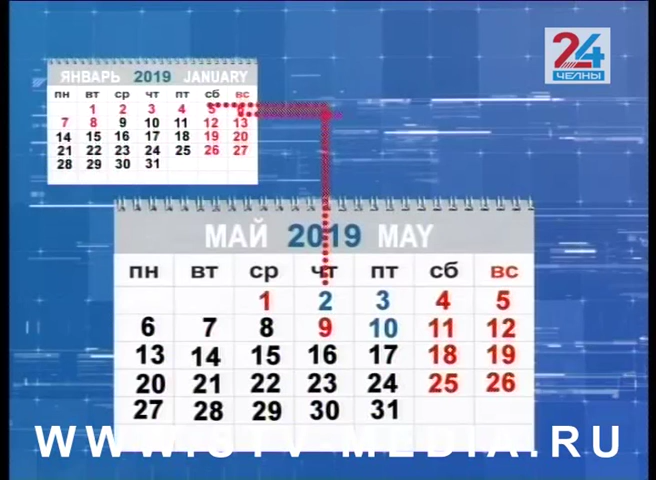 24
ЧЕЛНЫ
ЯНВАРЬ 2019 JANUARY
пн вт ср чт пт сб вс
1 2 3 4 5 6
7 8 9 10 11 12 13
14 15 16 17 18 19 20
21 22 23 24 25 26 27
28 29 30 31
МАЙ 2019 MAY
пн вт ср чт пт сб вс
1 2 3 4 5
6 7 8 9 10 11 12
13 14 15 16 17 18 19
20 21 22 23 24 25 26
27 28 29 30 31
WWW.STV-MEDIA.RU